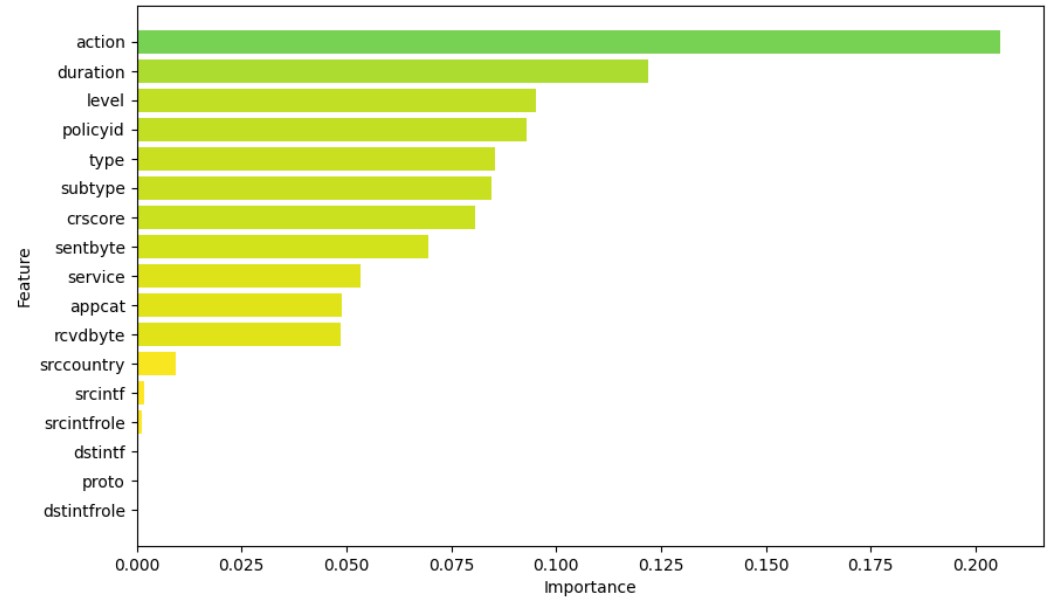 action
duration
level
policyid
type
subtype
crscore
sentbyte
service
appcat
rcvdbyte
srccountry
srcintf
srcintfrole
dstintf
proto
dstintfrole
Feature
0.000 0.025 0.050 0.075 0.100 0.125 0.150 0.175 0.200
Importance